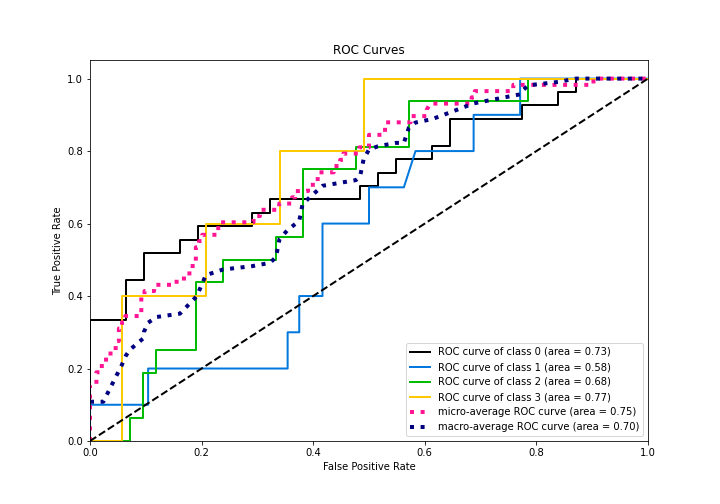 ROC Curves
True Positive Rate
1.0
0.8
0.6
0.4
0.2
0.0
0.0 0.2 0.4 0.6 0.8 1.0
False Positive Rate
ROC curve of class 0 (area = 0.73)
ROC curve of class 1 (area = 0.58)
ROC curve of class 2 (area = 0.68)
ROC curve of class 3 (area = 0.77)
micro-average ROC curve (area = 0.75)
macro-average ROC curve (area = 0.70)